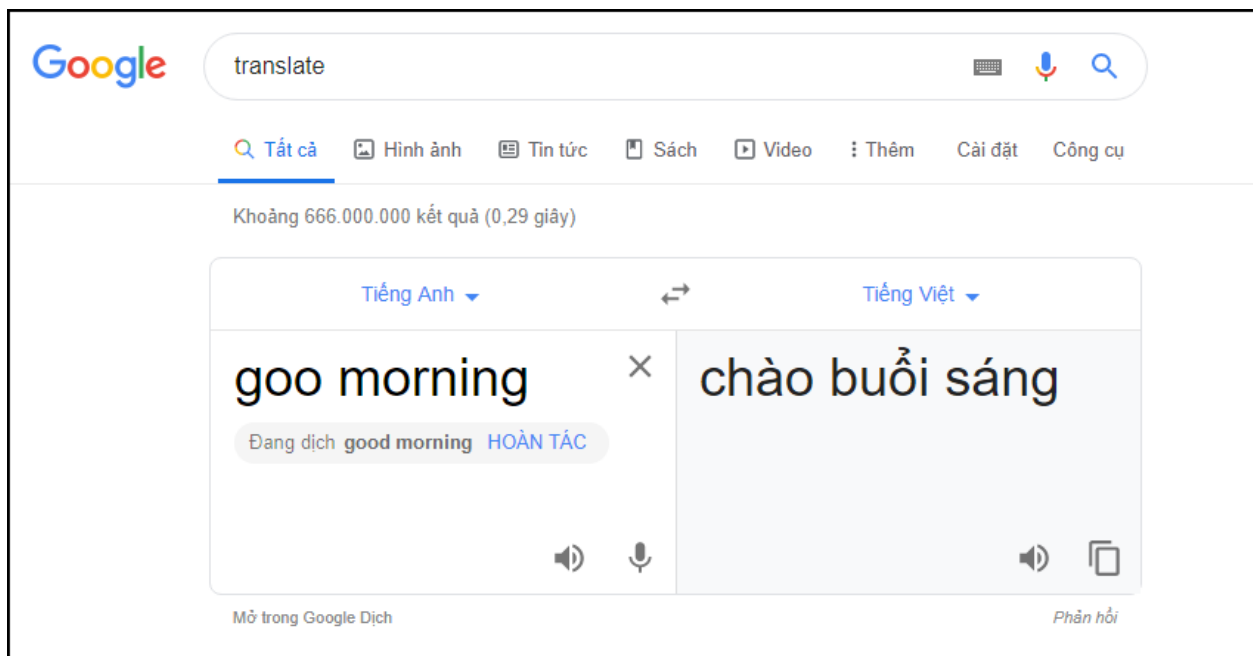 Google translate
Tất cả Hình ảnh Tin tức Sách Video Thêm Cài đặt Công cụ
Khoảng 666.000.000 kết quả (0,29 giây)
Tiếng Anh Tiếng Việt
goo morning chào buổi sáng
Đang dịch good morning HOÀN TÁC
Mở trong Google Dịch Phản hồi